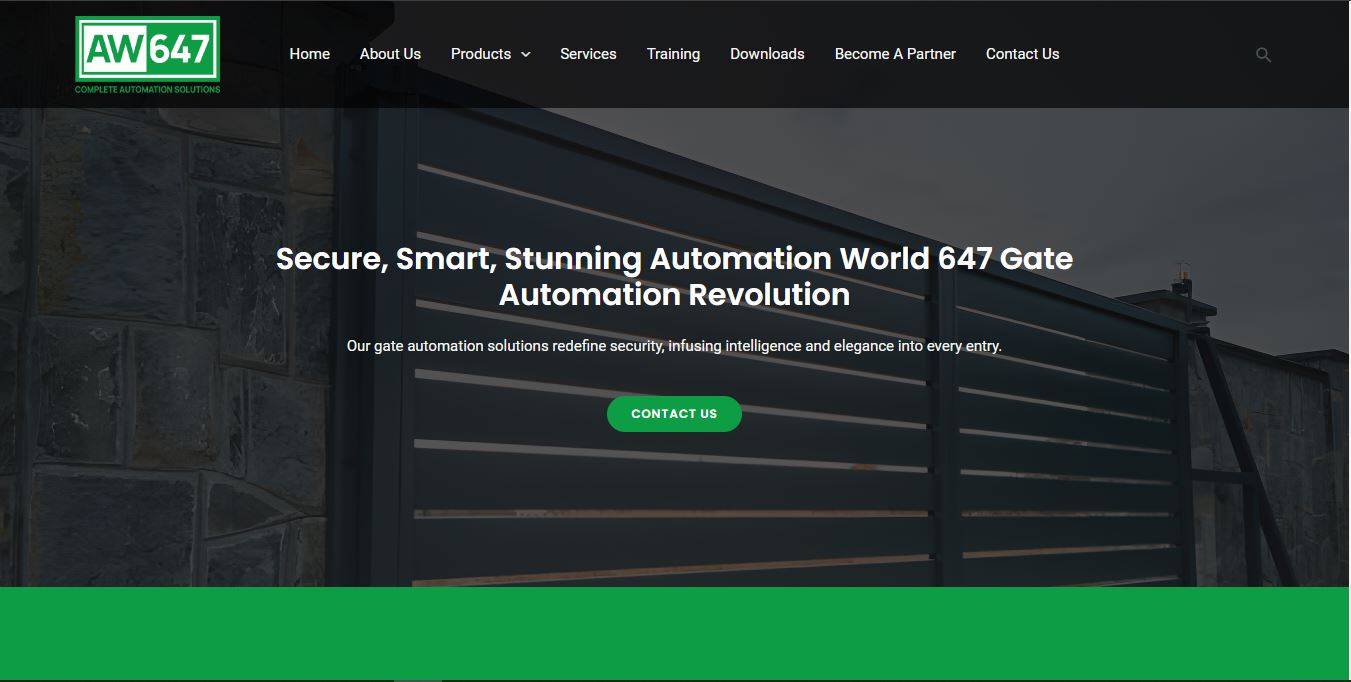 AW647
COMPLETE AUTOMATION SOLUTIONS
Home About Us Products Services Training Downloads Become A Partner Contact Us
Secure, Smart, Stunning Automation World 647 Gate
Automation Revolution
Our gate automation solutions redefine security, infusing intelligence and elegance into every entry.
CONTACT US